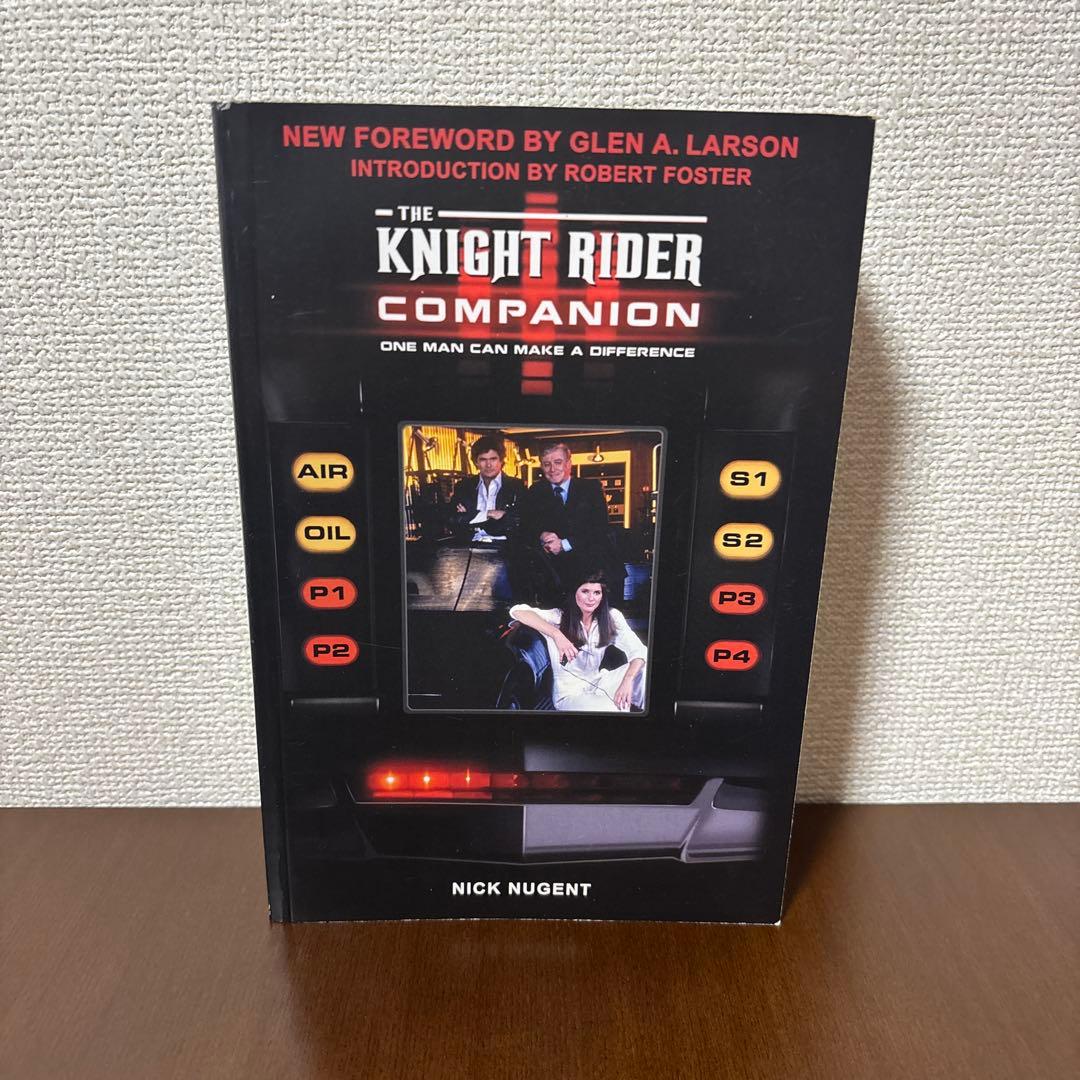 NEW FOREWORD BY GLEN A. LARSON
INTRODUCTION BY ROBERT FOSTER
THE
KNIGHT RIDER
COMPANION
ONE MAN CAN MAKE A DIFFERENCE
AIR
OIL
P1
P2
S1
S2
P3
P4
NICK NUGENT